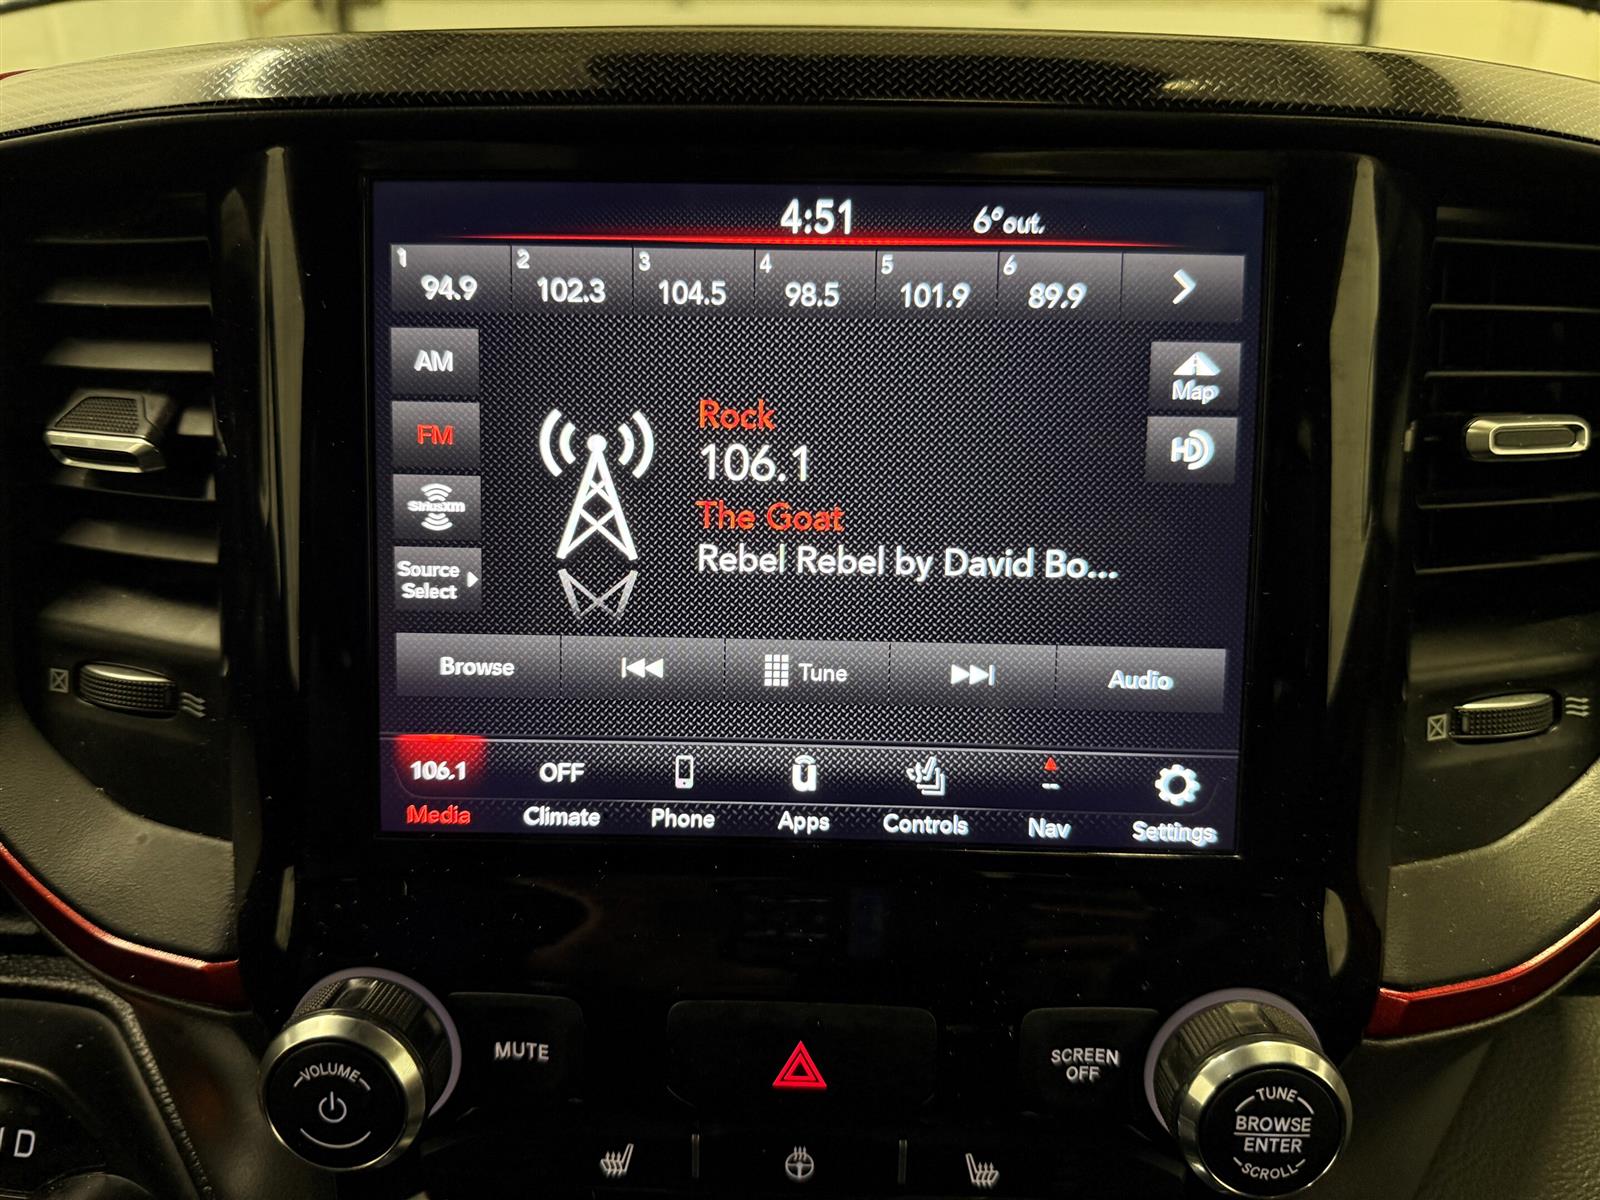 4:51 6° out.
1 94.9 2 102.3 3 104.5 4 98.5 5 101.9 6 89.9
AM
FM
SiriusXM
Source
Select
Map
HD
Rock
106.1
The Goat
Rebel Rebel by David Bo...
Browse Tune Audio
106.1 OFF
Media Climate Phone Apps Controls Nav Settings
VOLUME
MUTE
SCREEN
OFF
TUNE
BROWSE
ENTER
SCROLL
D